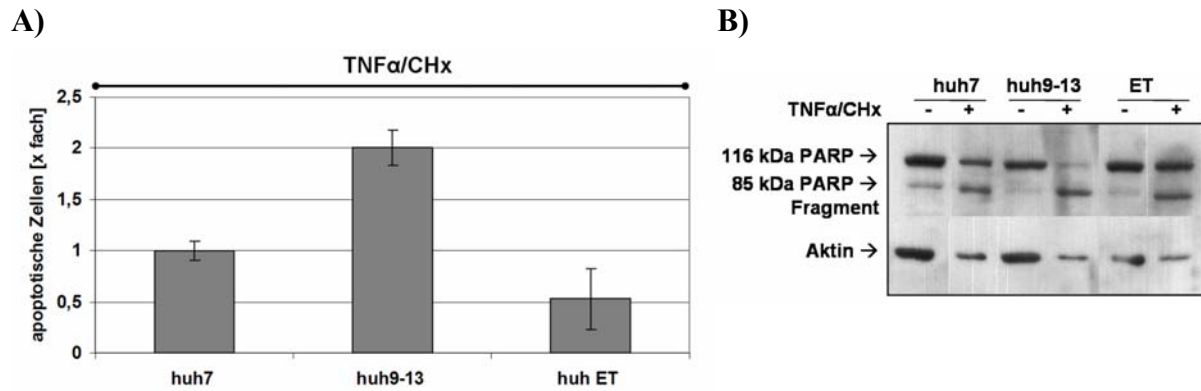 A)
TNFα/CHx
apoptotische Zellen [x fach]
2,5
2
1,5
1
0,5
0
huh7
huh9-13
huh ET
B)
huh7 huh9-13 ET
TNFα/CHx - + - + - +
116 kDa PARP →
85 kDa PARP →
Fragment
Aktin →